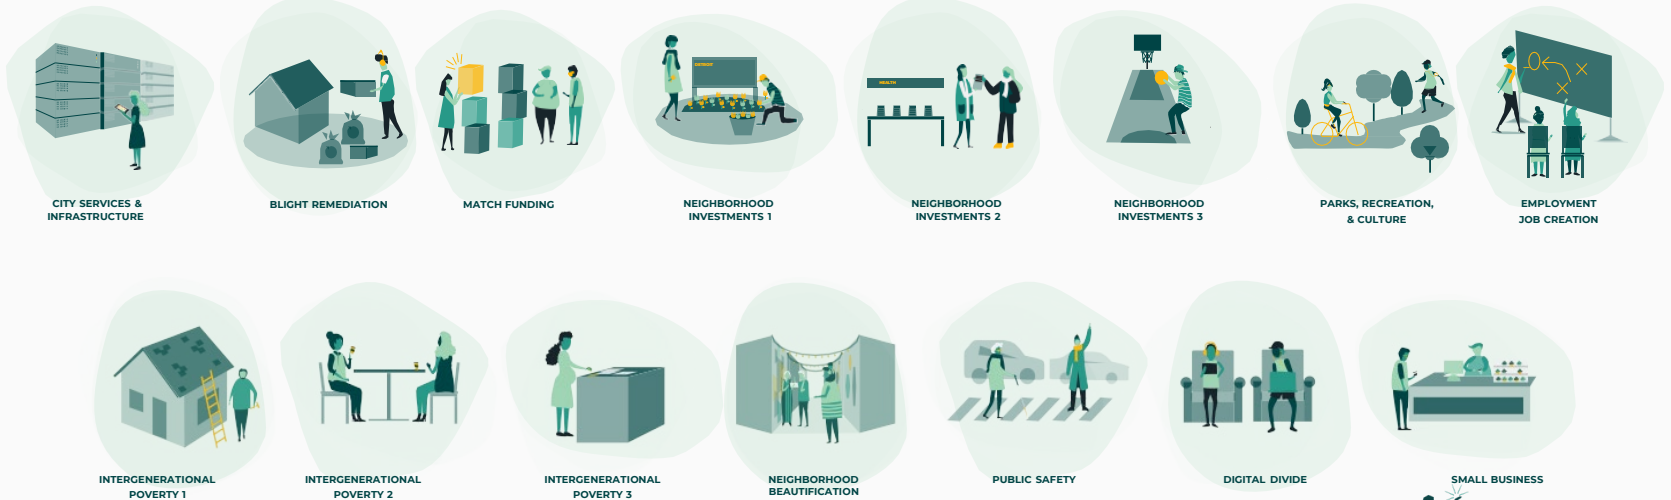 DETROIT
HEALTH
CITY SERVICES &
INFRASTRUCTURE
BLIGHT REMEDIATION
MATCH FUNDING
NEIGHBORHOOD
INVESTMENTS 1
NEIGHBORHOOD
INVESTMENTS 2
NEIGHBORHOOD
INVESTMENTS 3
PARKS, RECREATION,
& CULTURE
EMPLOYMENT
JOB CREATION
INTERGENERATIONAL
POVERTY 1
INTERGENERATIONAL
POVERTY 2
INTERGENERATIONAL
POVERTY 3
NEIGHBORHOOD
BEAUTIFICATION
PUBLIC SAFETY
DIGITAL DIVIDE
SMALL BUSINESS